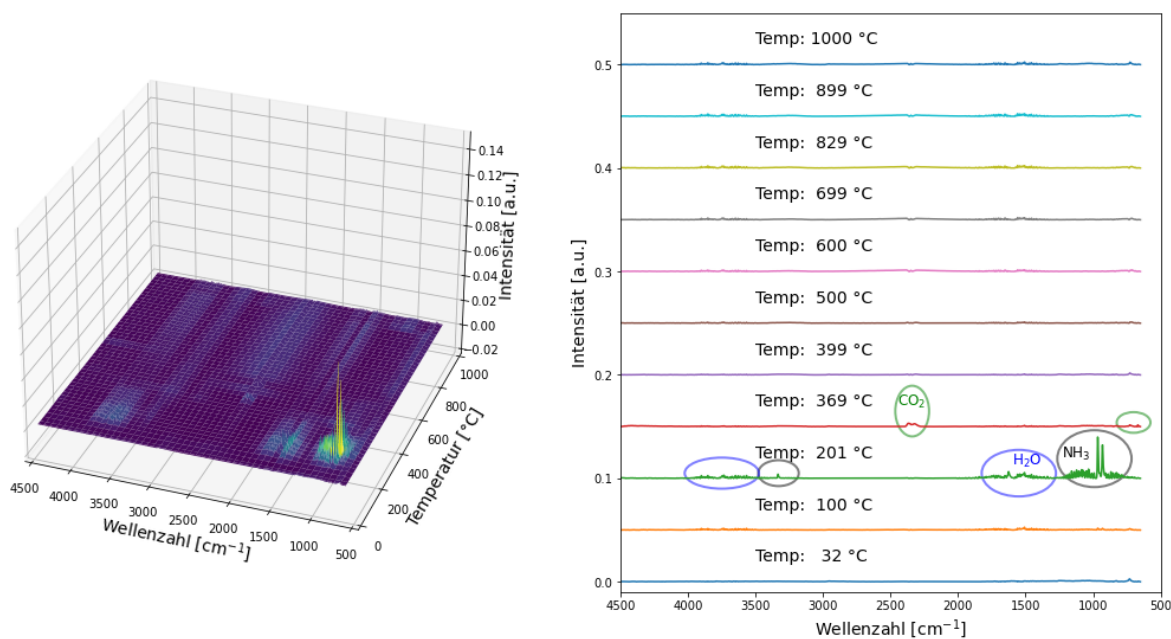 0.14
0.12
0.10
0.08
0.06
0.04
0.02
0.00
−0.02
Intensität [a.u.]
1000
800
600
400
200
0
Temperatur [°C]
4500
4000
3500
3000
2500
2000
1500
1000
500
Wellenzahl [cm⁻¹]
0.5
0.4
0.3
0.2
0.1
0.0
Intensität [a.u.]
Temp: 1000 °C
Temp: 899 °C
Temp: 829 °C
Temp: 699 °C
Temp: 600 °C
Temp: 500 °C
Temp: 399 °C
Temp: 369 °C
CO₂
Temp: 201 °C
NH₃
H₂O
Temp: 100 °C
Temp: 32 °C
4500 4000 3500 3000 2500 2000 1500 1000 500
Wellenzahl [cm⁻¹]